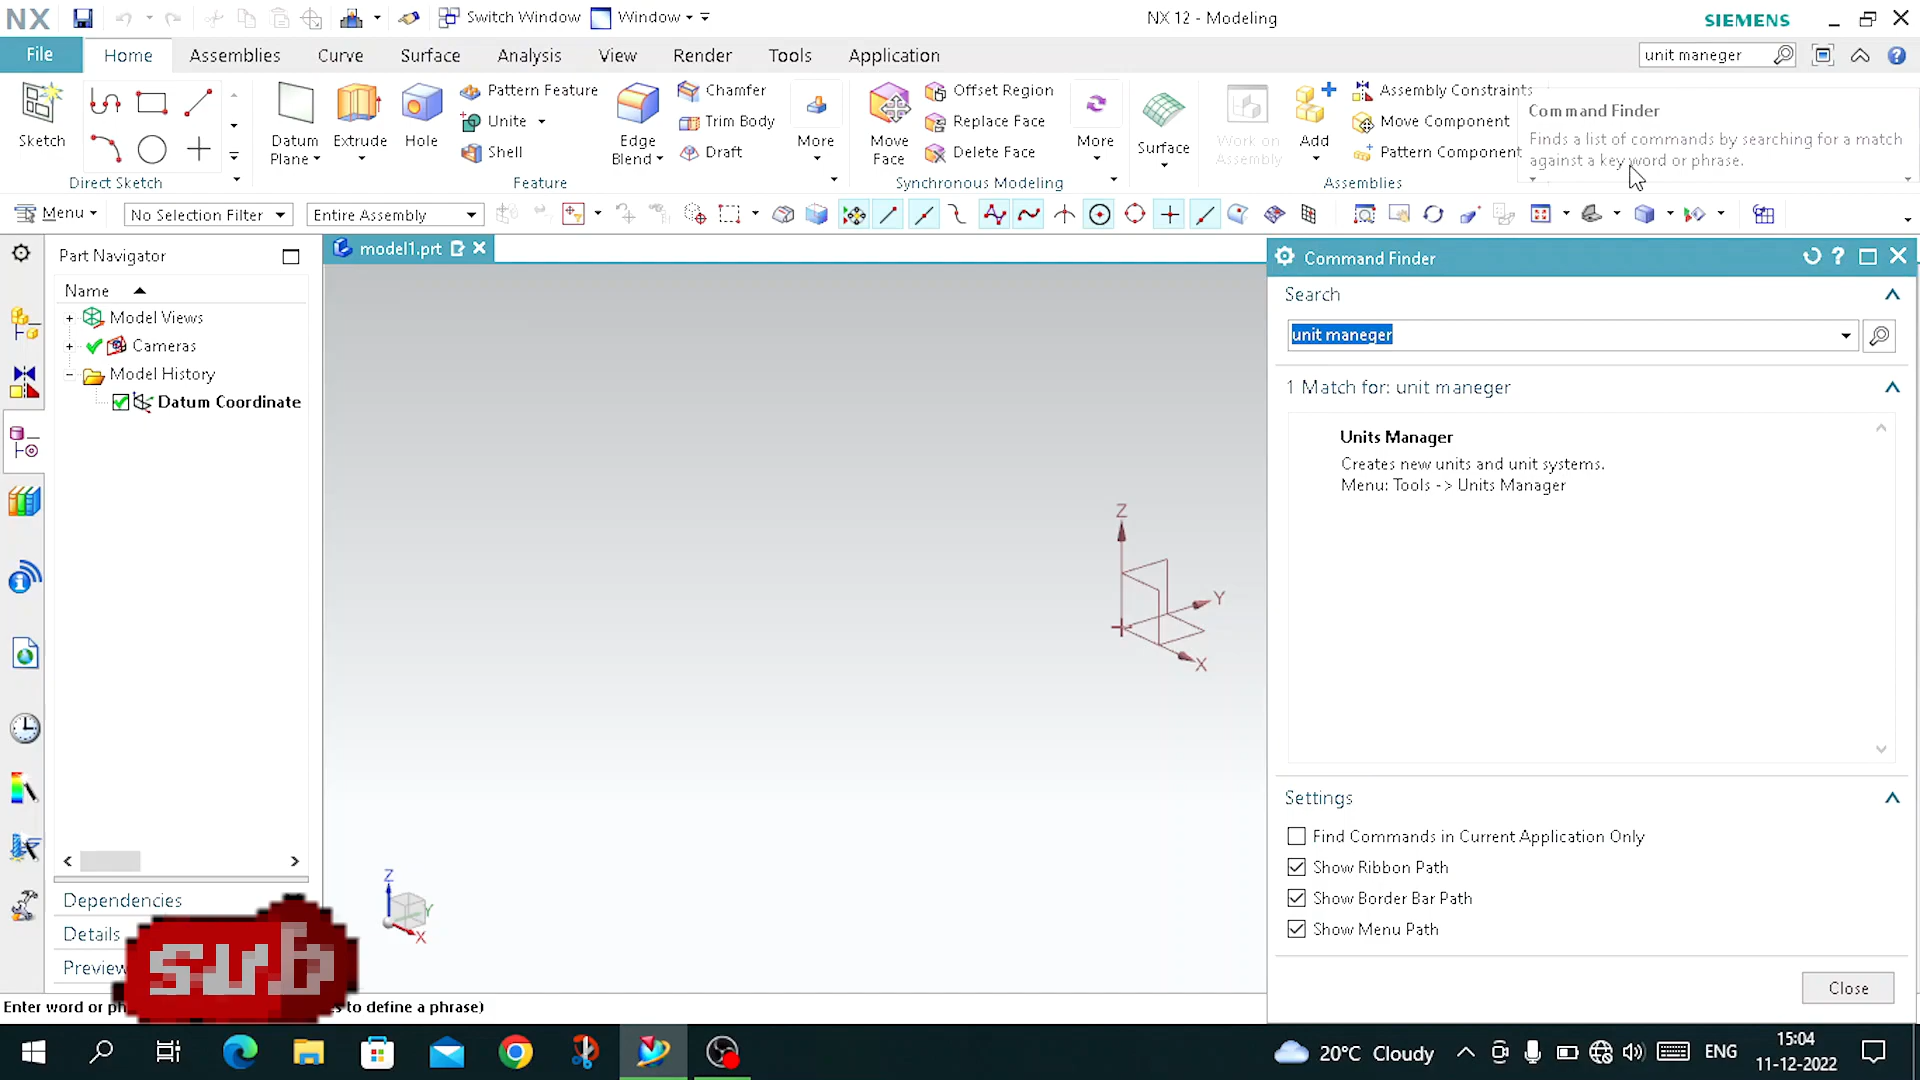 NX
Switch Window
Window
NX 12 - Modeling
SIEMENS
File
Home
Assemblies
Curve
Surface
Analysis
View
Render
Tools
Application
unit maneger
Sketch
Direct Sketch
Datum
Plane
Extrude
Hole
Pattern Feature
Unite
Shell
Edge
Blend
Chamfer
Trim Body
Draft
More
Feature
Move
Face
Offset Region
Replace Face
Delete Face
More
Synchronous Modeling
Surface
Work on
Assembly
Add
Assembly Constraints
Move Component
Pattern Component
Assemblies
Command Finder
Finds a list of commands by searching for a match
against a key word or phrase.
Menu
No Selection Filter
Entire Assembly
Part Navigator
Name
Model Views
Cameras
Model History
Datum Coordinate
Dependencies
Details
Preview
model1.prt
Z
Y
X
Z
Y
X
Command Finder
Search
unit maneger
1 Match for: unit maneger
Units Manager
Creates new units and unit systems.
Menu: Tools -> Units Manager
Settings
Find Commands in Current Application Only
Show Ribbon Path
Show Border Bar Path
Show Menu Path
Close
sub
Enter word or ph
s to define a phrase)
20°C Cloudy
ENG
15:04
11-12-2022